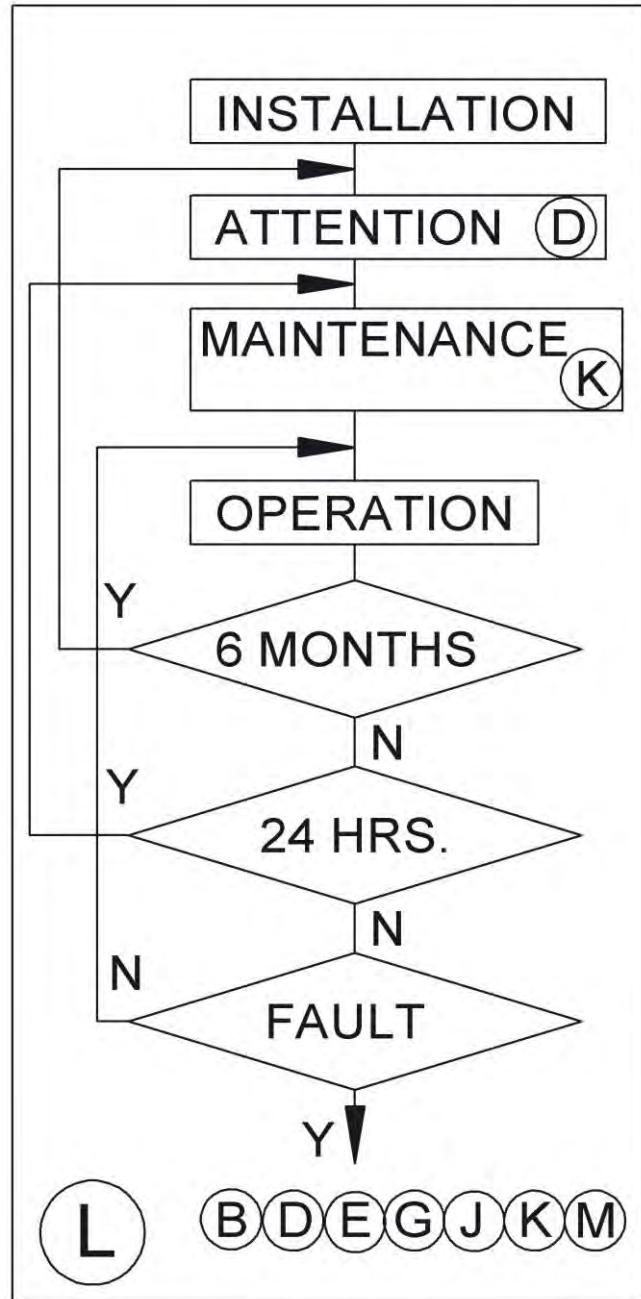 INSTALLATION
ATTENTION D
MAINTENANCE
K
OPERATION
Y
6 MONTHS
N
Y
24 HRS.
N
N
FAULT
Y
L B D E G J K M